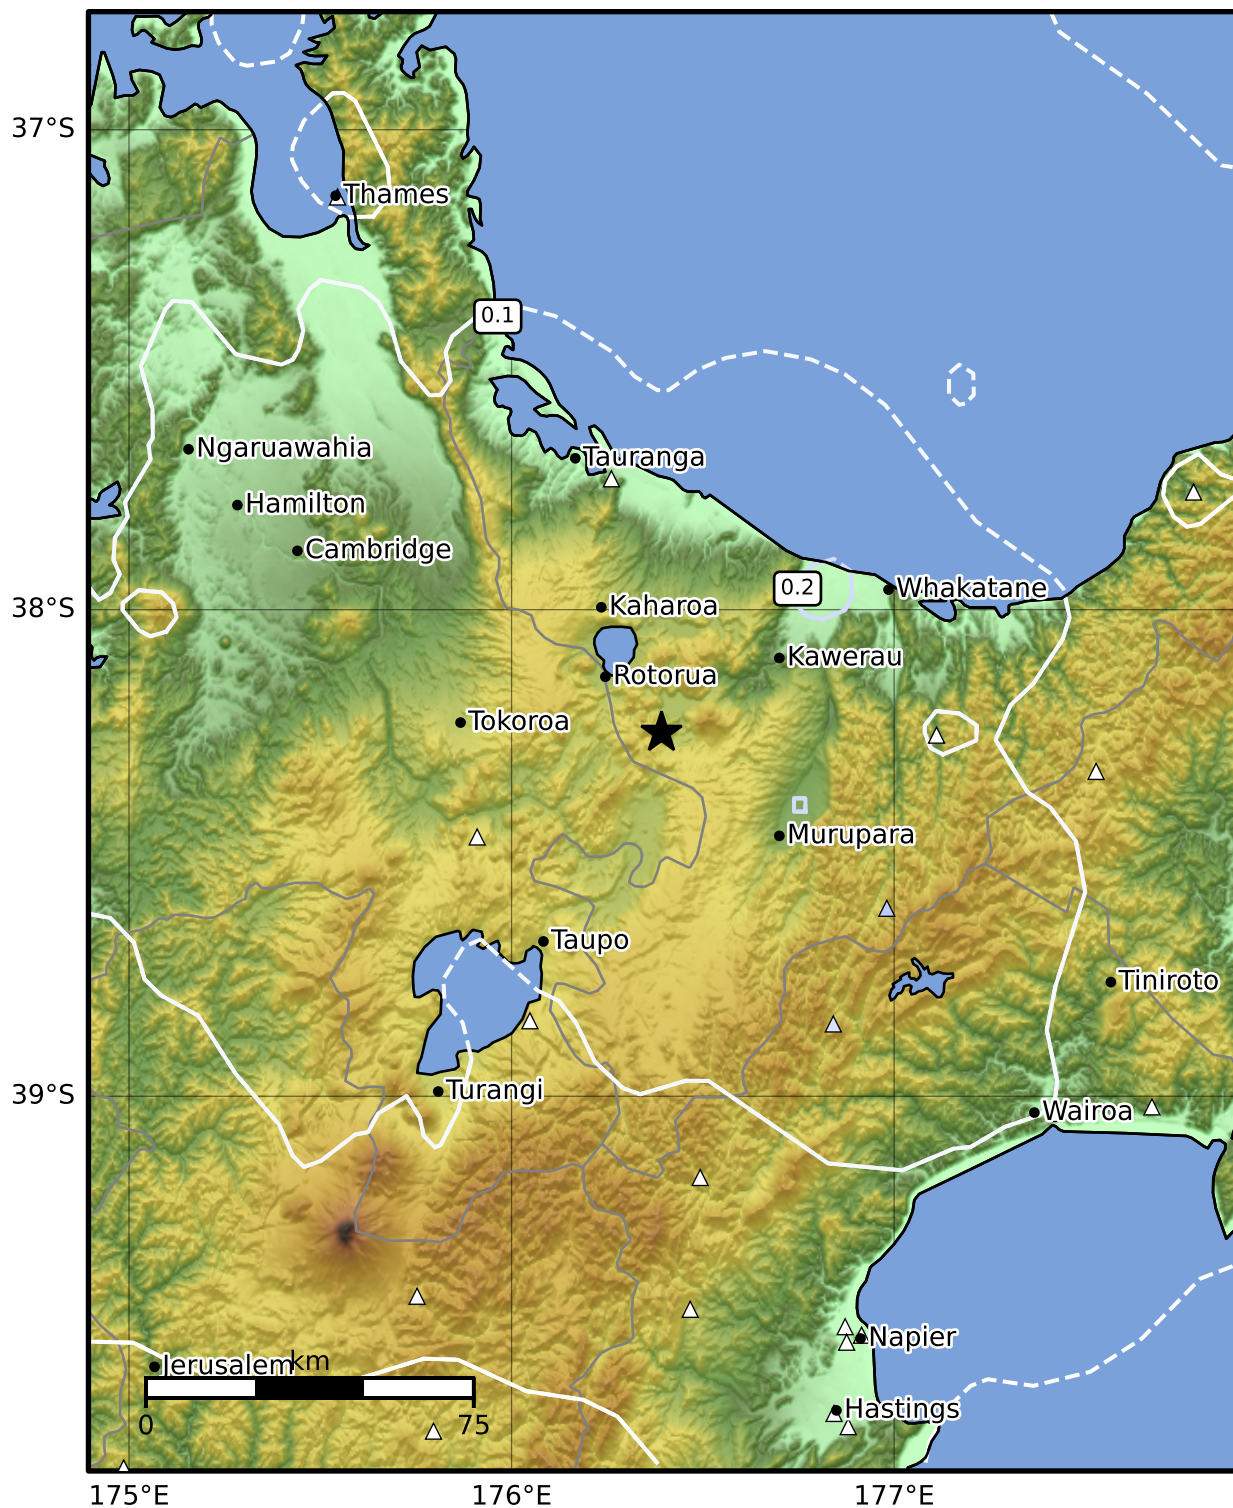 37°S
Thames
0.1
Ngaruawahia
Tauranga
Hamilton
Cambridge
0.2
Whakatane
38°S
Kaharoa
Kawerau
Rotorua
Tokoroa
Murupara
Taupo
Tiniroto
39°S
Turangi
Wairoa
Napier
Jerusalem
km
0
75
Hastings
175°E
176°E
177°E